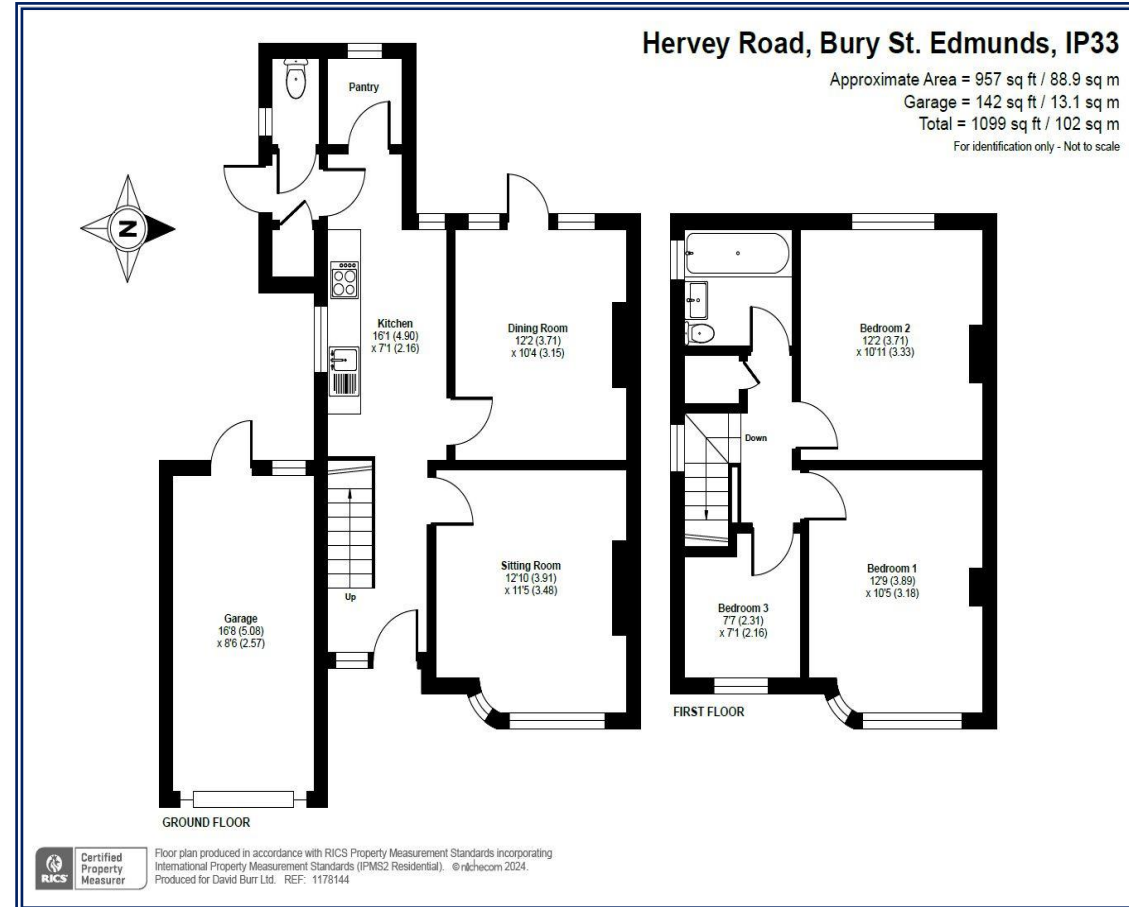 Hervey Road, Bury St. Edmunds, IP33
Approximate Area = 957 sq ft / 88.9 sq m
Garage = 142 sq ft / 13.1 sq m
Total = 1099 sq ft / 102 sq m
For identification only - Not to scale
Pantry
N
Kitchen
16'1 (4.90)
x 7'1 (2.16)
Dining Room
12'2 (3.71)
x 10'4 (3.15)
Bedroom 2
12'2 (3.71)
x 10'11 (3.33)
Down
Sitting Room
12'10 (3.91)
x 11'5 (3.48)
Up
Garage
16'8 (5.08)
x 8'6 (2.57)
Bedroom 1
12'9 (3.89)
x 10'5 (3.18)
Bedroom 3
7'7 (2.31)
x 7'1 (2.16)
FIRST FLOOR
GROUND FLOOR
RICS
Certified
Property
Measurer
Floor plan produced in accordance with RICS Property Measurement Standards incorporating
International Property Measurement Standards (IPMS2 Residential). © nichecom 2024.
Produced for David Burr Ltd. REF: 1178144